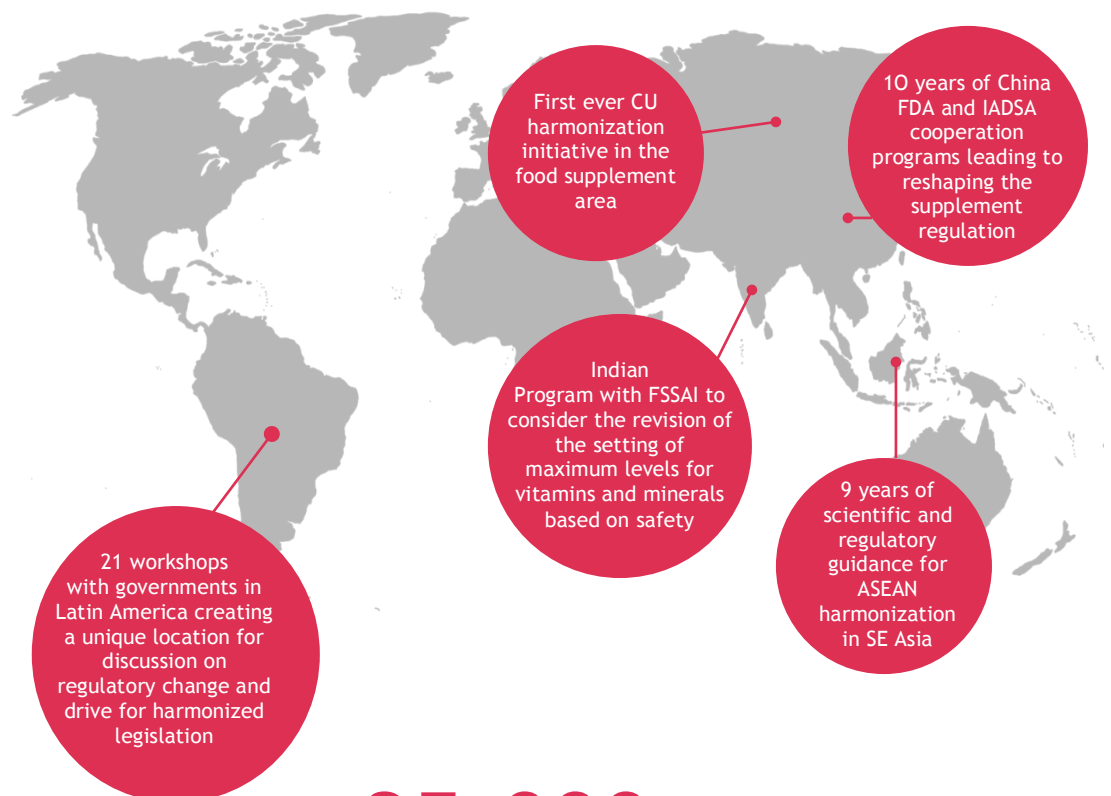 First ever CU
harmonization
initiative in the
food supplement
area
10 years of China
FDA and IADSA
cooperation
programs leading to
reshaping the
supplement
regulation
Indian
Program with FSSAI to
consider the revision of
the setting of
maximum levels for
vitamins and minerals
based on safety
9 years of
scientific and
regulatory
guidance for
ASEAN
harmonization
in SE Asia
21 workshops
with governments in
Latin America creating
a unique location for
discussion on
regulatory change and
drive for harmonized
legislation